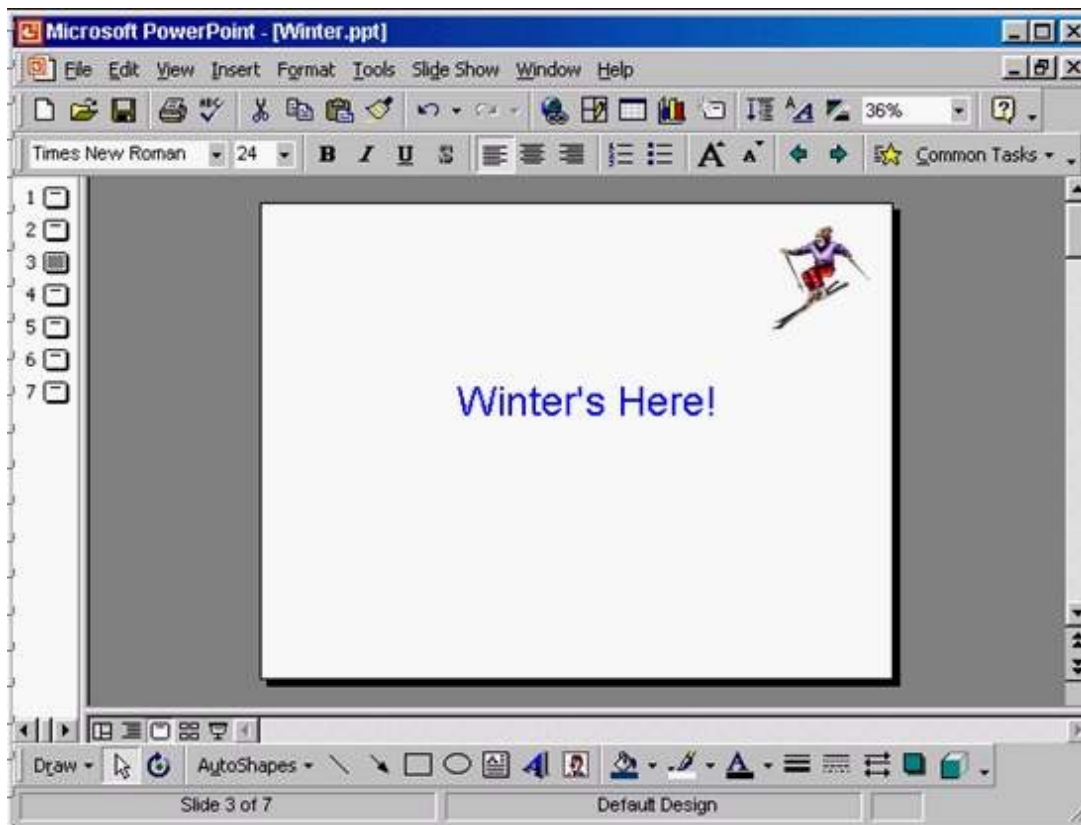 Microsoft PowerPoint - [Winter.ppt]
File Edit View Insert Format Tools Slide Show Window Help
ABC A A 36% ?
Times New Roman 24 B I U S A A Common Tasks
1
2
3
4
5
6
7
Winter's Here!
Draw AutoShapes A A
Slide 3 of 7 Default Design